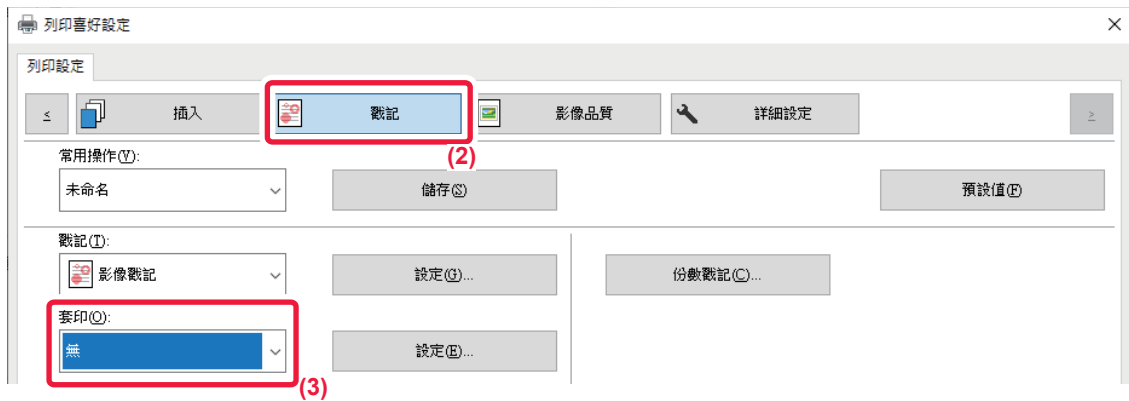 列印喜好設定
列印設定
≤ 插入 戳記 影像品質 詳細設定 ≥
(2)
常用操作(V):
未命名 儲存(S) 預設值(F)
戳記(T):
影像戳記 設定(G)... 份數戳記(C)...
套印(O):
無 設定(E)...
(3)